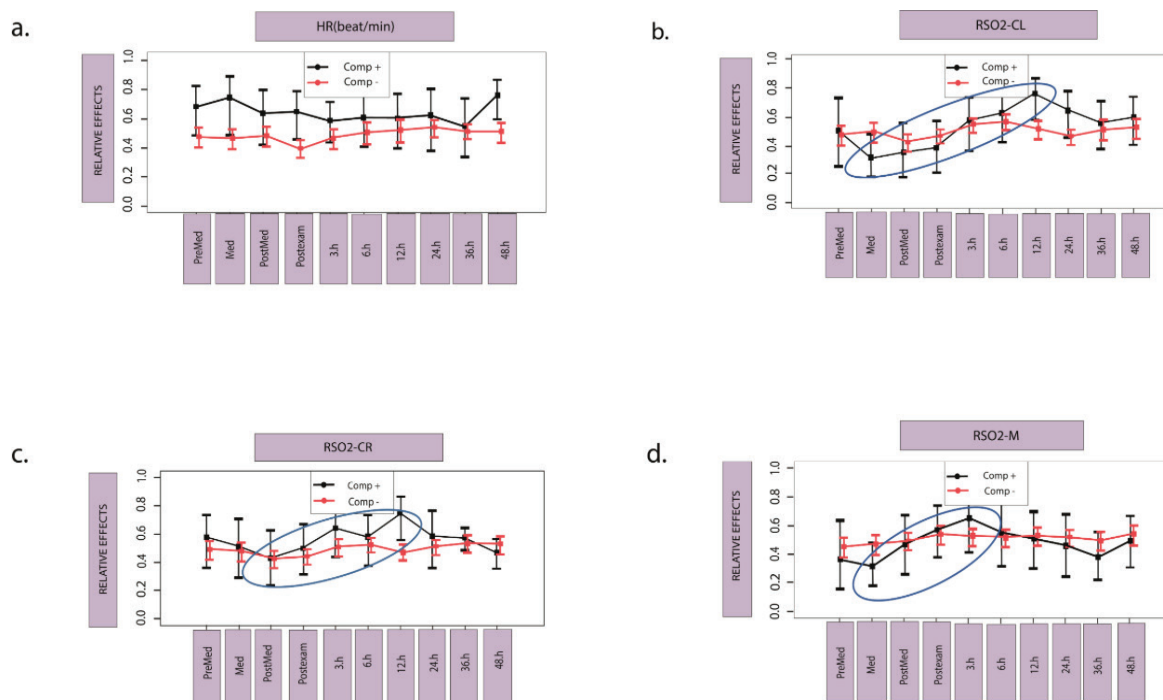 a.
HR(beat/min)
RELATIVE EFFECTS
1.0
0.8
0.6
0.4
0.2
0.0
Comp +
Comp -
PreMed
Med
PostMed
Postexam
3.h
6.h
12.h
24.h
36.h
48.h
b.
RSO2-CL
RELATIVE EFFECTS
1.0
0.8
0.6
0.4
0.2
0.0
Comp +
Comp -
PreMed
Med
PostMed
Postexam
3.h
6.h
12.h
24.h
36.h
48.h
c.
RSO2-CR
RELATIVE EFFECTS
1.0
0.8
0.6
0.4
0.2
0.0
Comp +
Comp -
PreMed
Med
PostMed
Postexam
3.h
6.h
12.h
24.h
36.h
48.h
d.
RSO2-M
RELATIVE EFFECTS
1.0
0.8
0.6
0.4
0.2
0.0
Comp +
Comp -
PreMed
Med
PostMed
Postexam
3.h
6.h
12.h
24.h
36.h
48.h